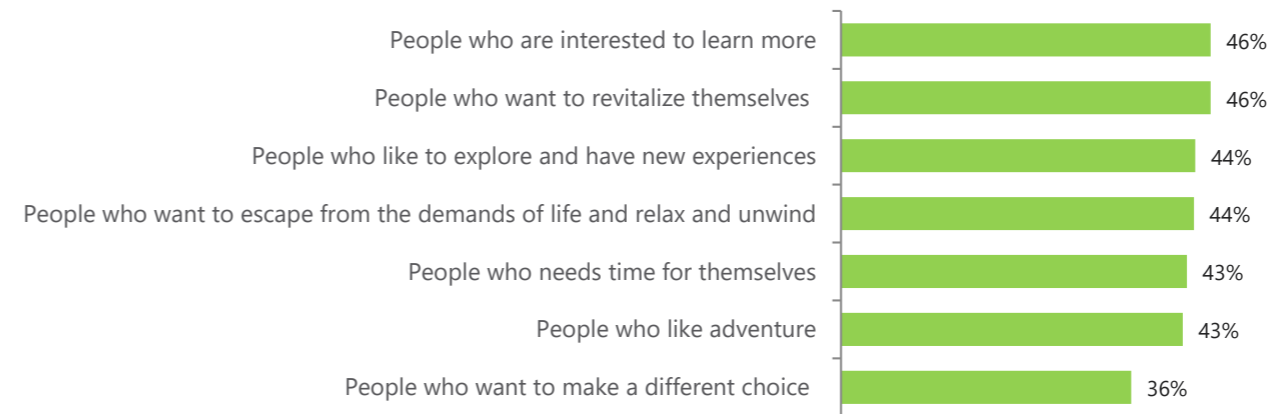 People who are interested to learn more 46%
People who want to revitalize themselves 46%
People who like to explore and have new experiences 44%
People who want to escape from the demands of life and relax and unwind 44%
People who needs time for themselves 43%
People who like adventure 43%
People who want to make a different choice 36%